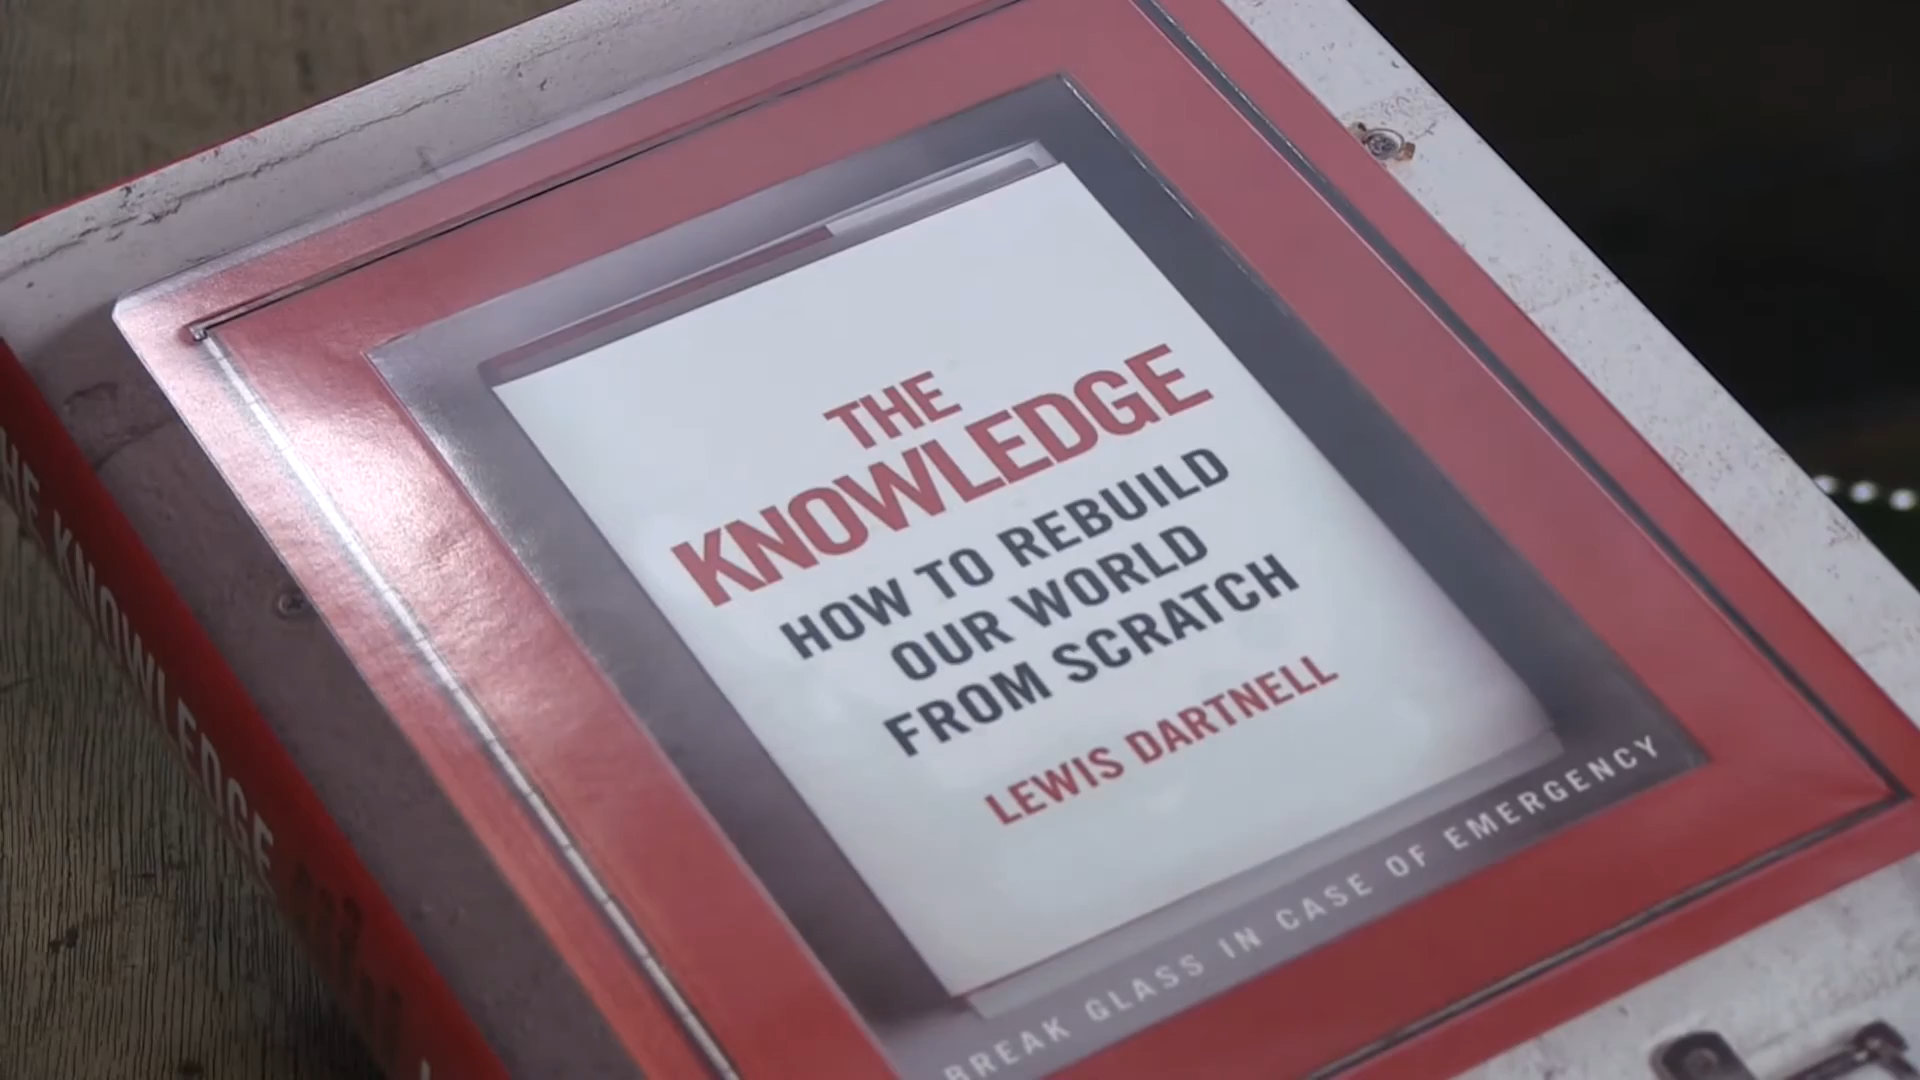 THE
KNOWLEDGE
HOW TO REBUILD
OUR WORLD
FROM SCRATCH
LEWIS DARTNELL
BREAK GLASS IN CASE OF EMERGENCY
THE KNOWLEDGE